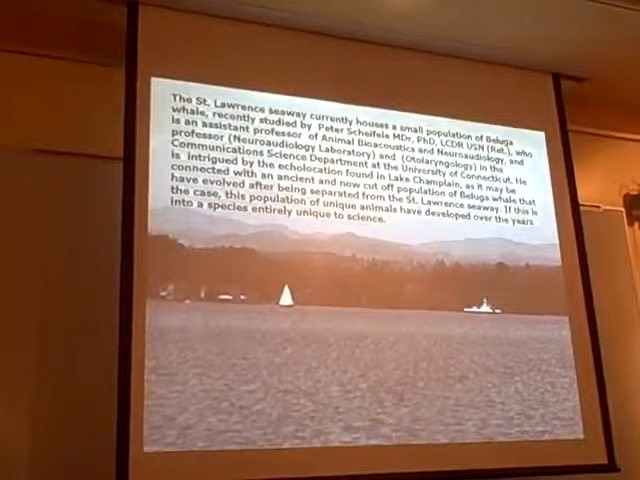 The St. Lawrence seaway currently houses a small population of Beluga
whale, recently studied by Peter Scheifele MDr, PhD, LCDR USN (Ret.), who
is an assistant professor of Animal Bioacoustics and Neuroaudiology, and
professor (Neuroaudiology Laboratory) and (Otolaryngology) in the
Communications Science Department at the University of Connecticut. He
is intrigued by the echolocation found in Lake Champlain, as it may be
connected with an ancient and now cut off population of Beluga whale that
have evolved after being separated from the St. Lawrence seaway. If this is
the case, this population of unique animals have developed over the years
into a species entirely unique to science.